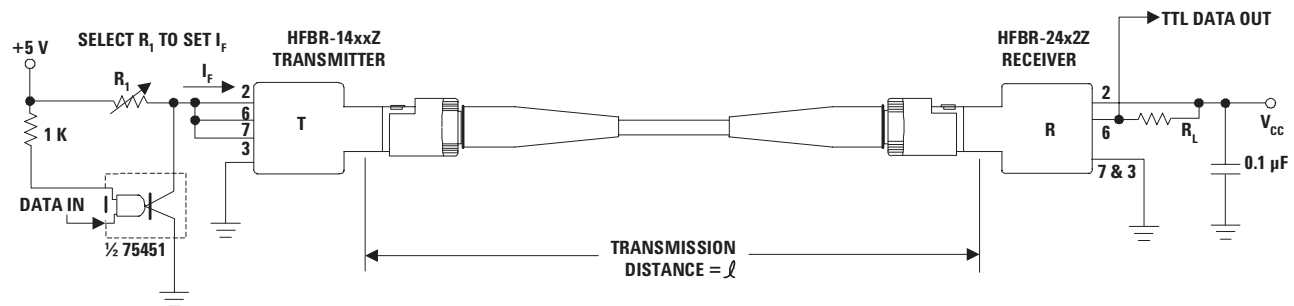 +5 V
SELECT R1 TO SET IF
R1
IF
1 K
DATA IN
½ 75451
HFBR-14xxZ
TRANSMITTER
2
6
7
3
T
TRANSMISSION
DISTANCE = ℓ
HFBR-24x2Z
RECEIVER
R
2
6
7 & 3
TTL DATA OUT
RL
VCC
0.1 µF